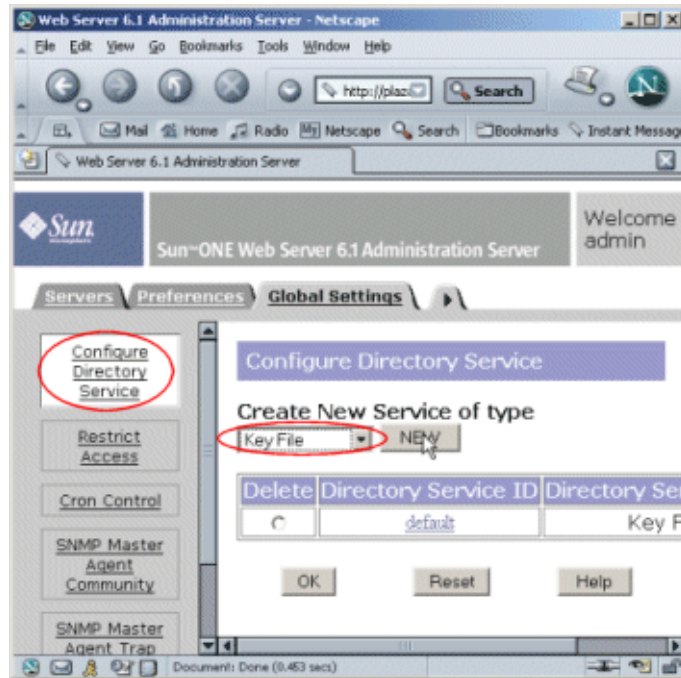 Web Server 6.1 Administration Server - Netscape
File Edit View Go Bookmarks Tools Window Help
http://plaz Search
Mail Home Radio Netscape Search Bookmarks Instant Messag
Web Server 6.1 Administration Server
Sun
Sun ONE Web Server 6.1 Administration Server
Welcome
admin
Servers Preferences Global Settings
Configure
Directory
Service
Restrict
Access
Cron Control
SNMP Master
Agent
Community
SNMP Master
Agent Trap
Configure Directory Service
Create New Service of type
Key File NEW
Delete Directory Service ID Directory Se
default Key F
OK Reset Help
Document: Done (0.453 secs)